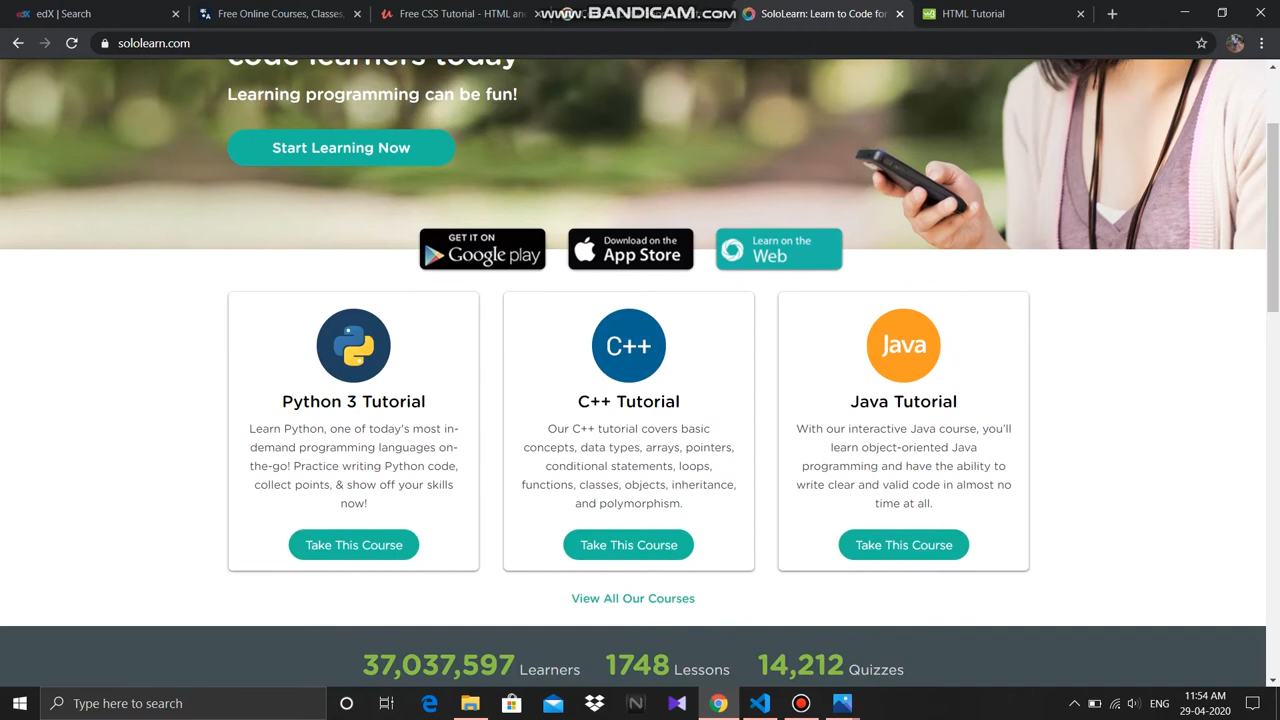 edX | Search
Free Online Courses, Classes,
Free CSS Tutorial - HTML an
www.BANDICAM.com
SoloLearn: Learn to Code for
HTML Tutorial
sololearn.com
code learners today
Learning programming can be fun!
Start Learning Now
GET IT ON
Google play
Download on the
App Store
Learn on the
Web
C++
Java
Python 3 Tutorial
C++ Tutorial
Java Tutorial
Learn Python, one of today's most in-
demand programming languages on-
the-go! Practice writing Python code,
collect points, & show off your skills
now!
Our C++ tutorial covers basic
concepts, data types, arrays, pointers,
conditional statements, loops,
functions, classes, objects, inheritance,
and polymorphism.
With our interactive Java course, you'll
learn object-oriented Java
programming and have the ability to
write clear and valid code in almost no
time at all.
Take This Course
Take This Course
Take This Course
View All Our Courses
37,037,597 Learners
1748 Lessons
14,212 Quizzes
Type here to search
ENG
11:54 AM
29-04-2020